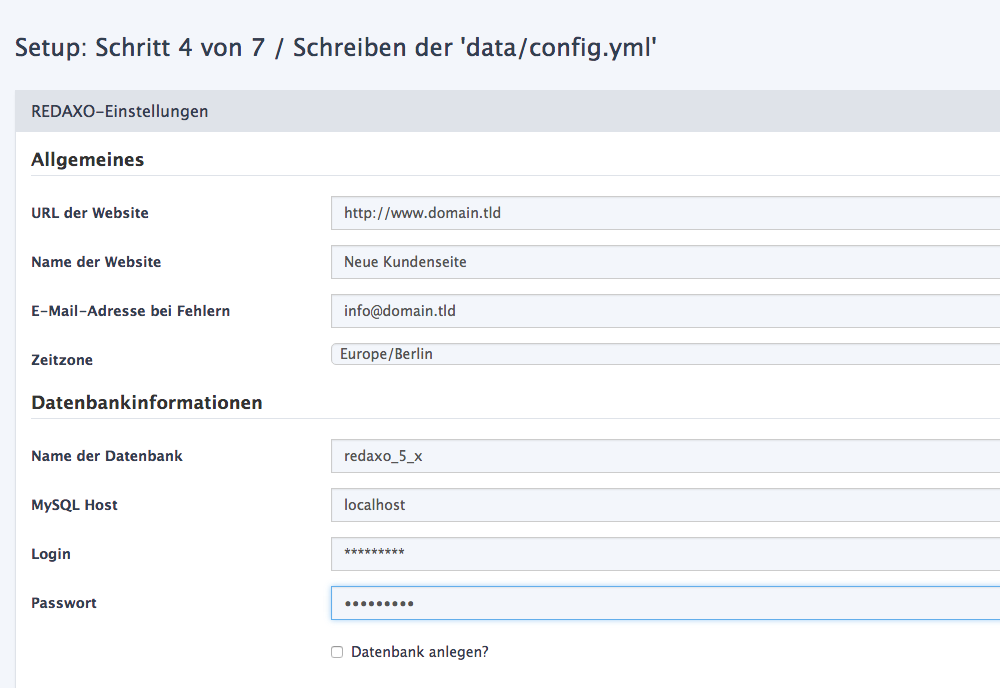 Setup: Schritt 4 von 7 / Schreiben der 'data/config.yml'
REDAXO-Einstellungen
Allgemeines
URL der Website http://www.domain.tld
Name der Website Neue Kundenseite
E-Mail-Adresse bei Fehlern info@domain.tld
Zeitzone Europe/Berlin
Datenbankinformationen
Name der Datenbank redaxo_5_x
MySQL Host localhost
Login *********
Passwort •••••••••
Datenbank anlegen?